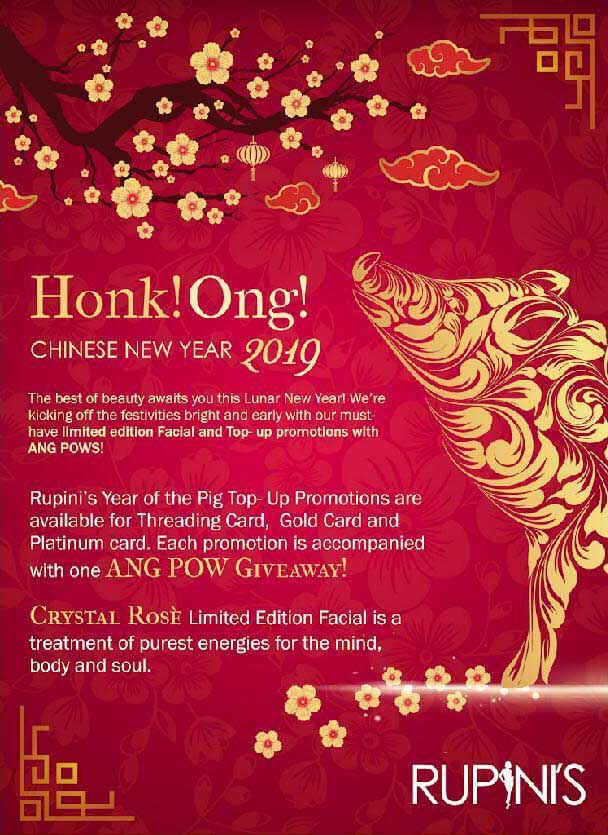 Honk!Ong!
CHINESE NEW YEAR 2019
The best of beauty awaits you this Lunar New Year! We're
kicking off the festivities bright and early with our must-
have limited edition Facial and Top- up promotions with
ANG POWS!
Rupini's Year of the Pig Top- Up Promotions are
available for Threading Card, Gold Card and
Platinum card. Each promotion is accompanied
with one ANG POW GIVEAWAY!
CRYSTAL ROSÈ Limited Edition Facial is a
treatment of purest energies for the mind,
body and soul.
RUPINI'S